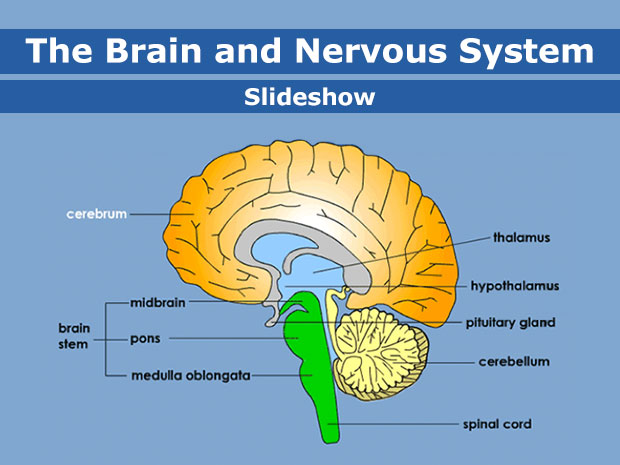 The Brain and Nervous System
Slideshow
cerebrum
thalamus
hypothalamus
midbrain
pituitary gland
brain
stem
pons
cerebellum
medulla oblongata
spinal cord